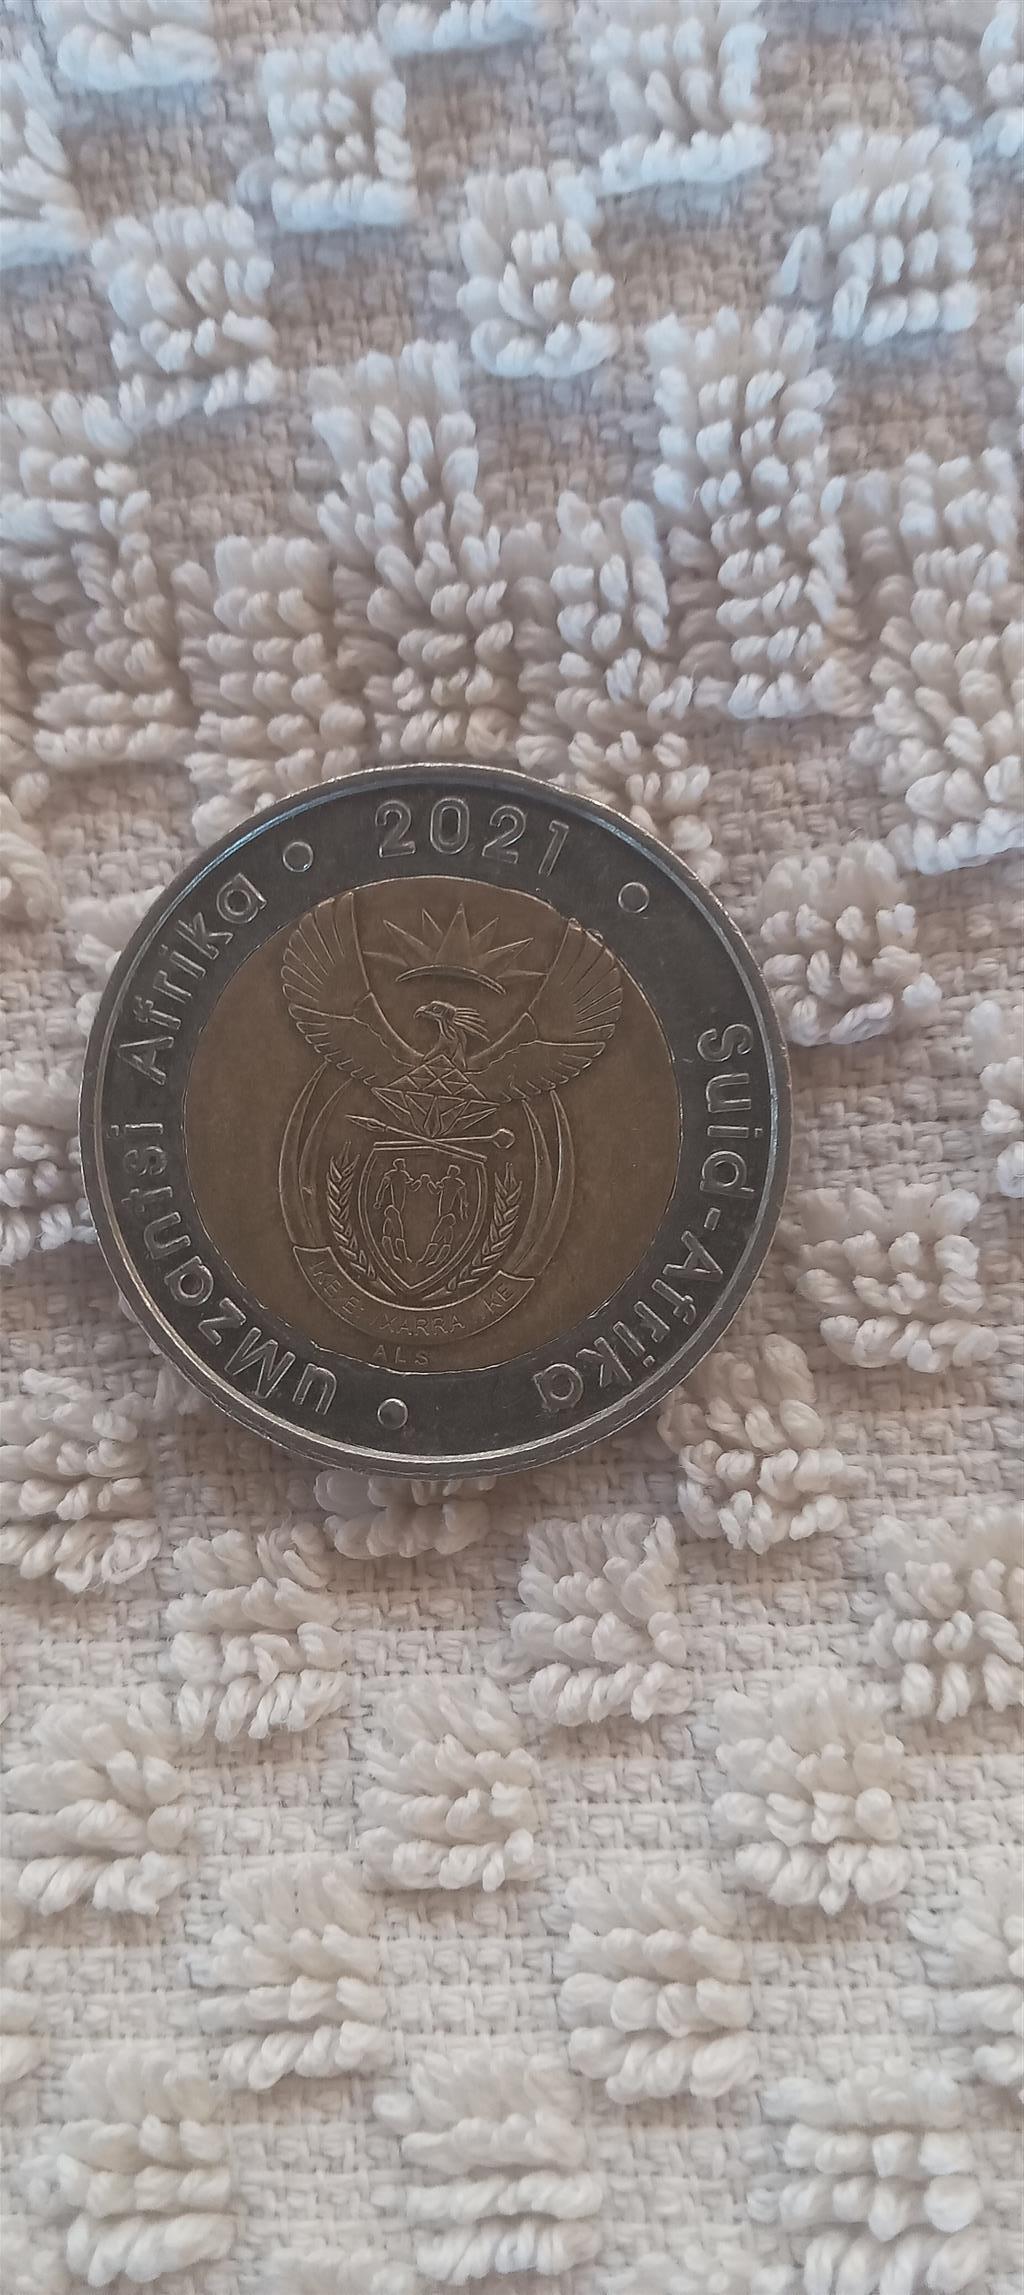 uMzantsi Afrika • 2021 • Suid-Afrika •
!KE E: /XARRA //KE
ALS